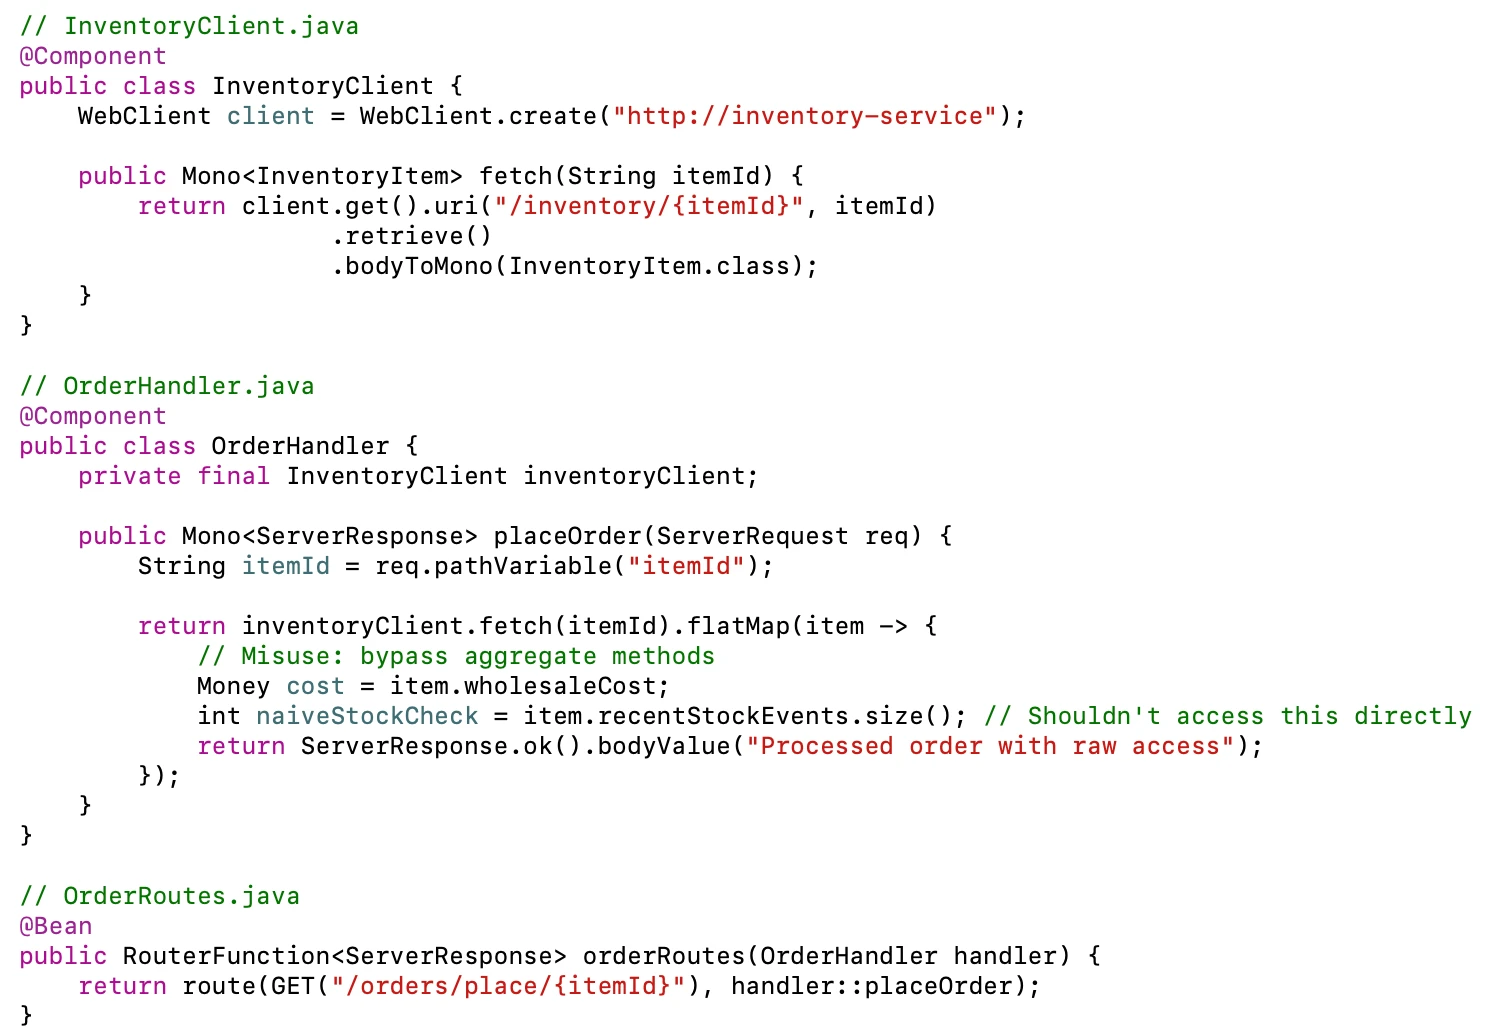 // InventoryClient.java
@Component
public class InventoryClient {
    WebClient client = WebClient.create("http://inventory-service");

    public Mono<InventoryItem> fetch(String itemId) {
        return client.get().uri("/inventory/{itemId}", itemId)
                     .retrieve()
                     .bodyToMono(InventoryItem.class);
    }
}

// OrderHandler.java
@Component
public class OrderHandler {
    private final InventoryClient inventoryClient;

    public Mono<ServerResponse> placeOrder(ServerRequest req) {
        String itemId = req.pathVariable("itemId");

        return inventoryClient.fetch(itemId).flatMap(item -> {
            // Misuse: bypass aggregate methods
            Money cost = item.wholesaleCost;
            int naiveStockCheck = item.recentStockEvents.size(); // Shouldn't access this directly
            return ServerResponse.ok().bodyValue("Processed order with raw access");
        });
    }
}

// OrderRoutes.java
@Bean
public RouterFunction<ServerResponse> orderRoutes(OrderHandler handler) {
    return route(GET("/orders/place/{itemId}"), handler::placeOrder);
}